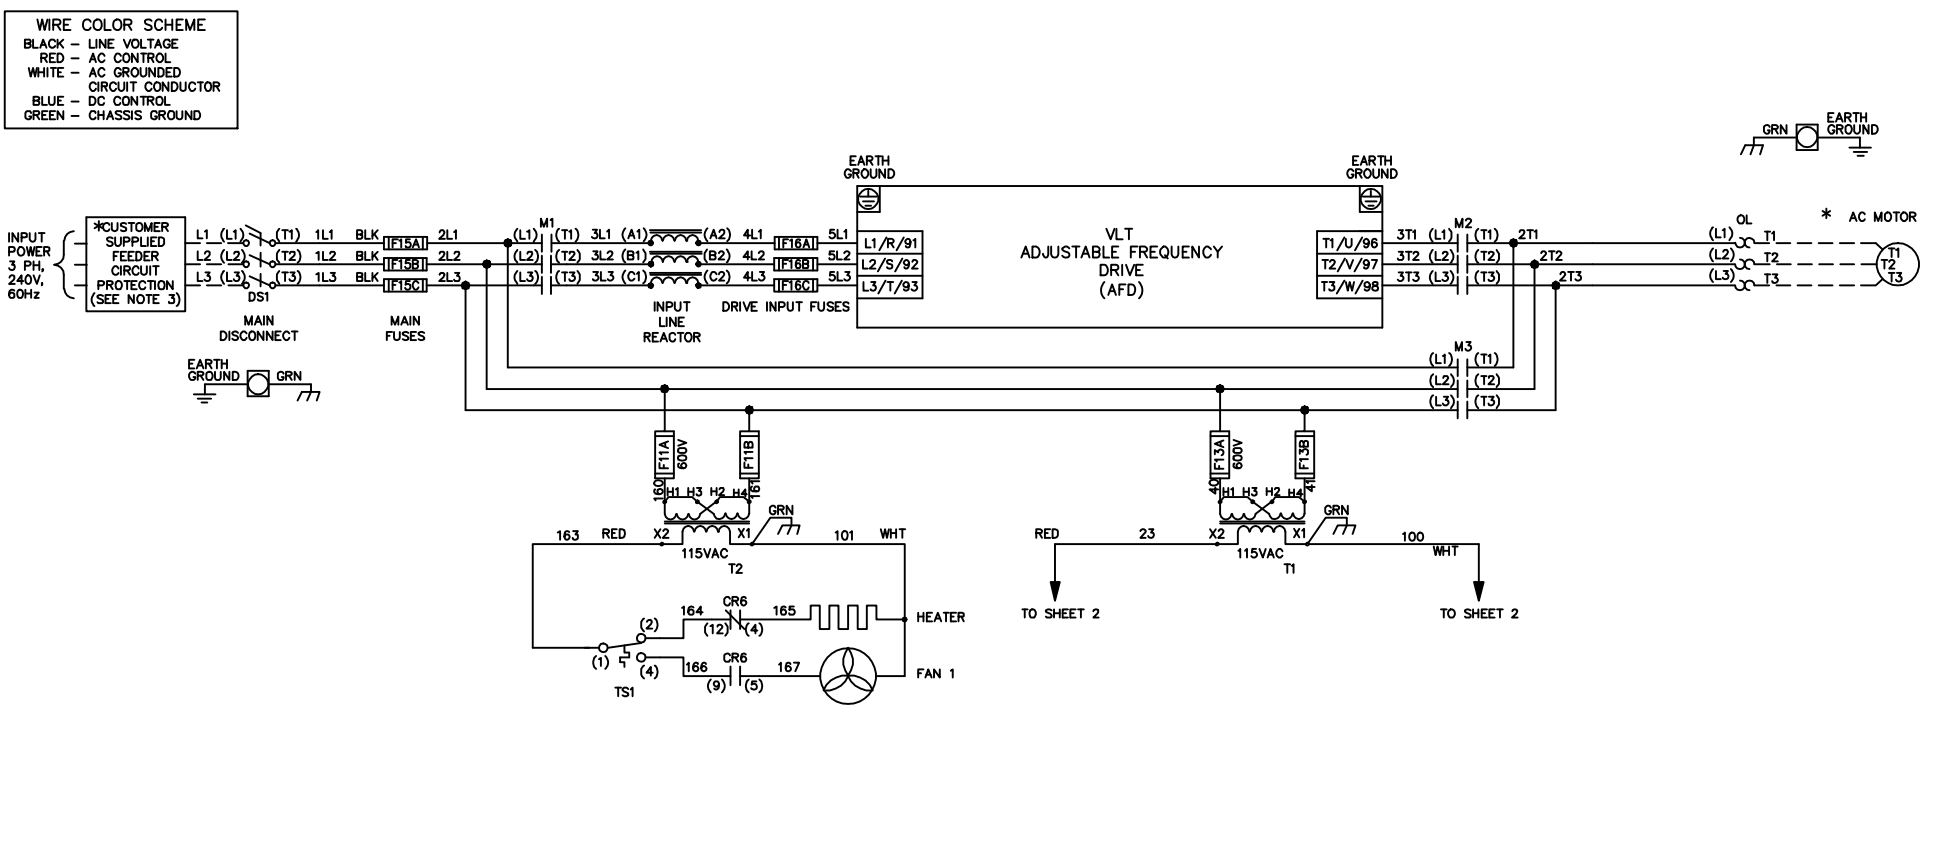 WIRE COLOR SCHEME
BLACK – LINE VOLTAGE
RED – AC CONTROL
WHITE – AC GROUNDED
CIRCUIT CONDUCTOR
BLUE – DC CONTROL
GREEN – CHASSIS GROUND
INPUT
POWER
3 PH,
240V,
60Hz
*CUSTOMER
SUPPLIED
FEEDER
CIRCUIT
PROTECTION
(SEE NOTE 3)
L1 (L1) (T1) 1L1 BLK F15A 2L1
L2 (L2) (T2) 1L2 BLK F15B 2L2
L3 (L3) (T3) 1L3 BLK F15C 2L3
DS1
MAIN
DISCONNECT
MAIN
FUSES
EARTH
GROUND
GRN
M1
(L1) (T1) 3L1 (A1) (A2) 4L1 F16A 5L1
(L2) (T2) 3L2 (B1) (B2) 4L2 F16B 5L2
(L3) (T3) 3L3 (C1) (C2) 4L3 F16C 5L3
INPUT
LINE
REACTOR
DRIVE INPUT FUSES
EARTH
GROUND
L1/R/91
L2/S/92
L3/T/93
VLT
ADJUSTABLE FREQUENCY
DRIVE
(AFD)
EARTH
GROUND
T1/U/96
T2/V/97
T3/W/98
M2
3T1 (L1) (T1) 2T1
3T2 (L2) (T2) 2T2
3T3 (L3) (T3) 2T3
M3
(L1) (T1)
(L2) (T2)
(L3) (T3)
GRN
EARTH
GROUND
* AC MOTOR
OL
(L1) T1
(L2) T2
(L3) T3
T1
T2
T3
F11A
600V
F11B
160
161
H1 H3 H2 H4
GRN
163 RED X2 X1 101 WHT
115VAC
T2
F13A
600V
F13B
40
41
H1 H3 H2 H4
GRN
RED 23 X2 X1 100
WHT
115VAC
T1
TO SHEET 2
TO SHEET 2
CR6
164 165
(12) (4)
HEATER
(2)
(1)
(4)
TS1
CR6
166 167
(9) (5)
FAN 1